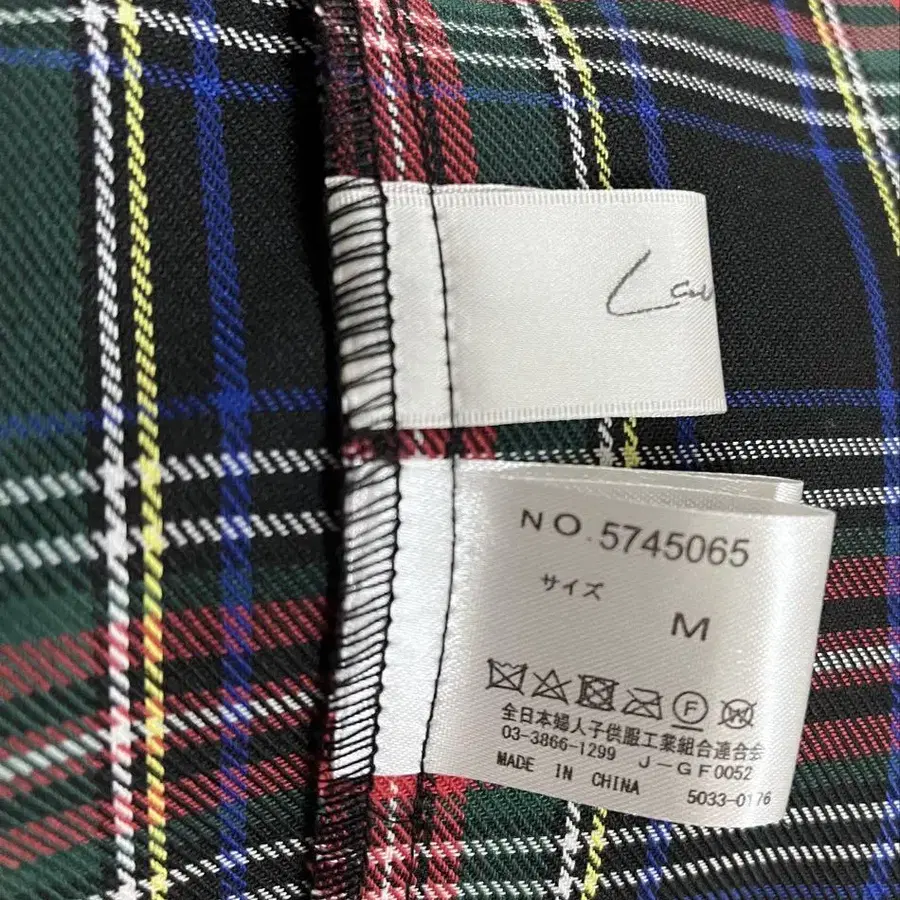 NO.5745065
サイズ
M
F
W
全日本婦人子供服工業組合連合会
03-3866-1299 J-GF0052
MADE IN CHINA
5033-0176